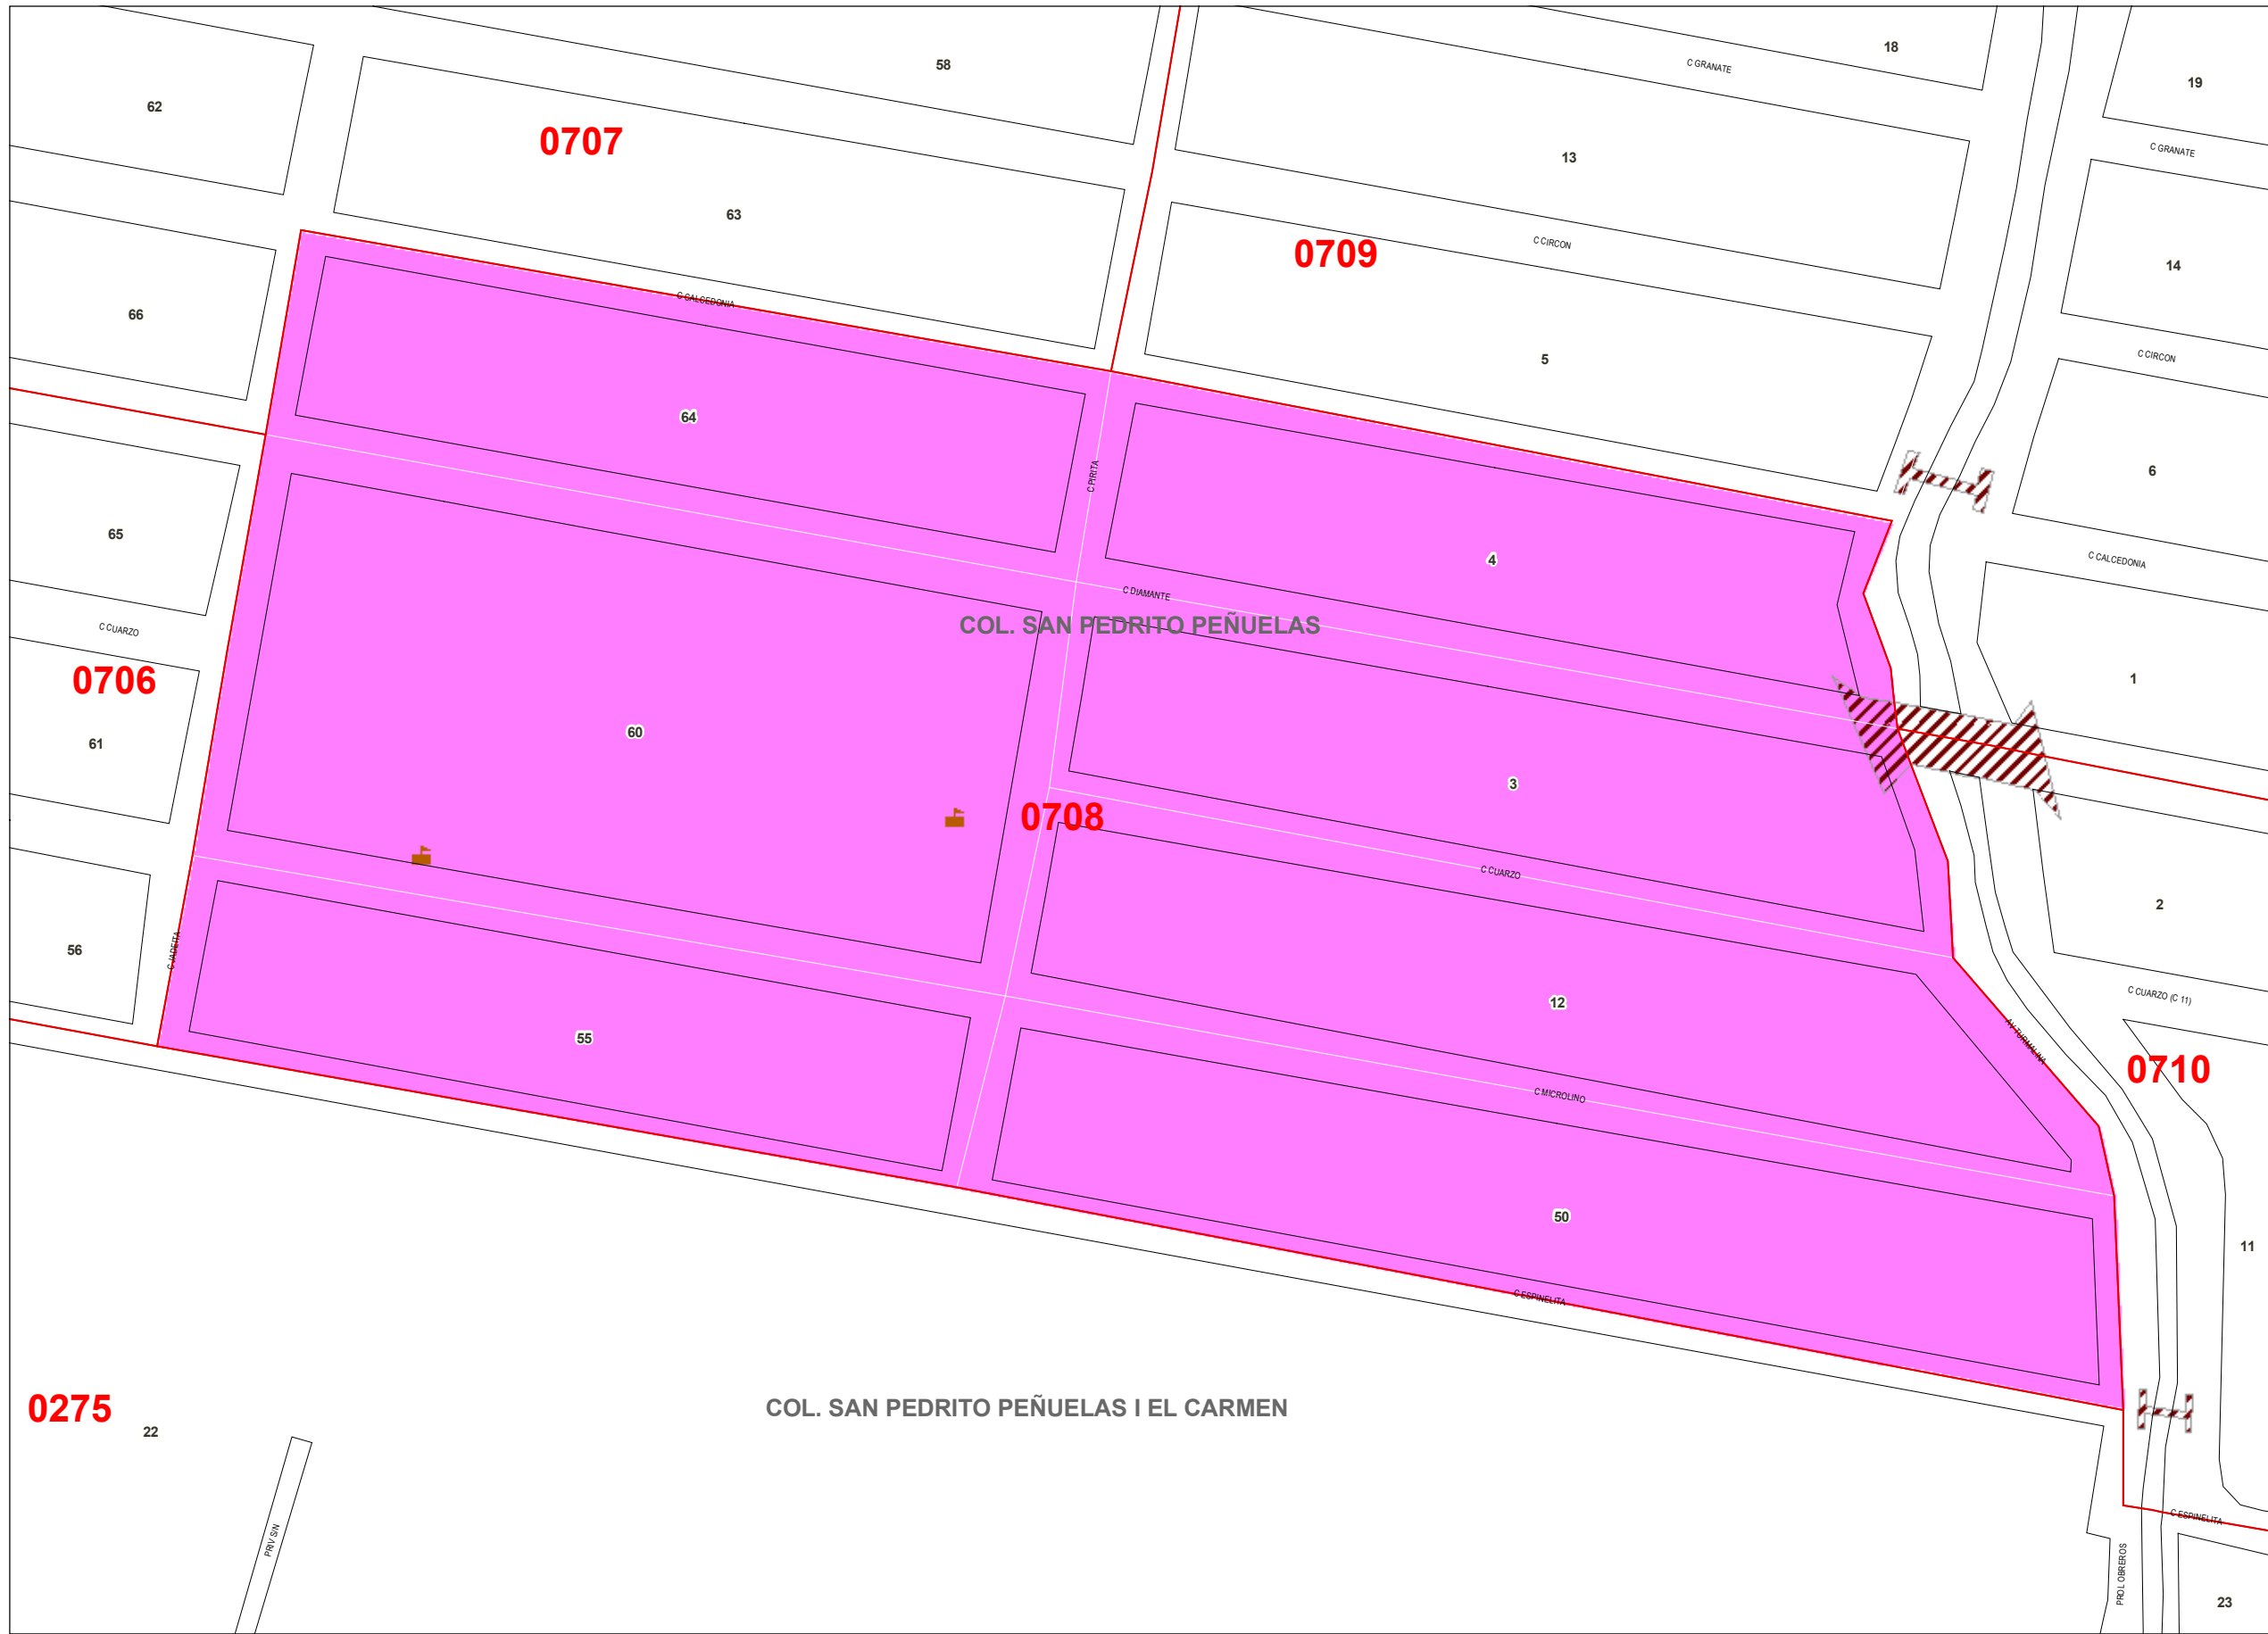 58
18
C GRANATE
19
62
0707
13
C GRANATE
63
C CIRCON
0709
14
66
C CALCEDONIA
5
C CIRCON
64
C PIRITA
6
65
4
C CALCEDONIA
C DIAMANTE
COL. SAN PEDRITO PEÑUELAS
C CUARZO
0706
1
61
60
3
0708
C CUARZO
2
56
C JADEITA
C CUARZO (C 11)
12
55
AV TURMALINA
0710
C MICROLINO
50
11
C ESPINELITA
0275
COL. SAN PEDRITO PEÑUELAS I EL CARMEN
22
C ESPINELITA
PRIV S/N
PROL OBREROS
23